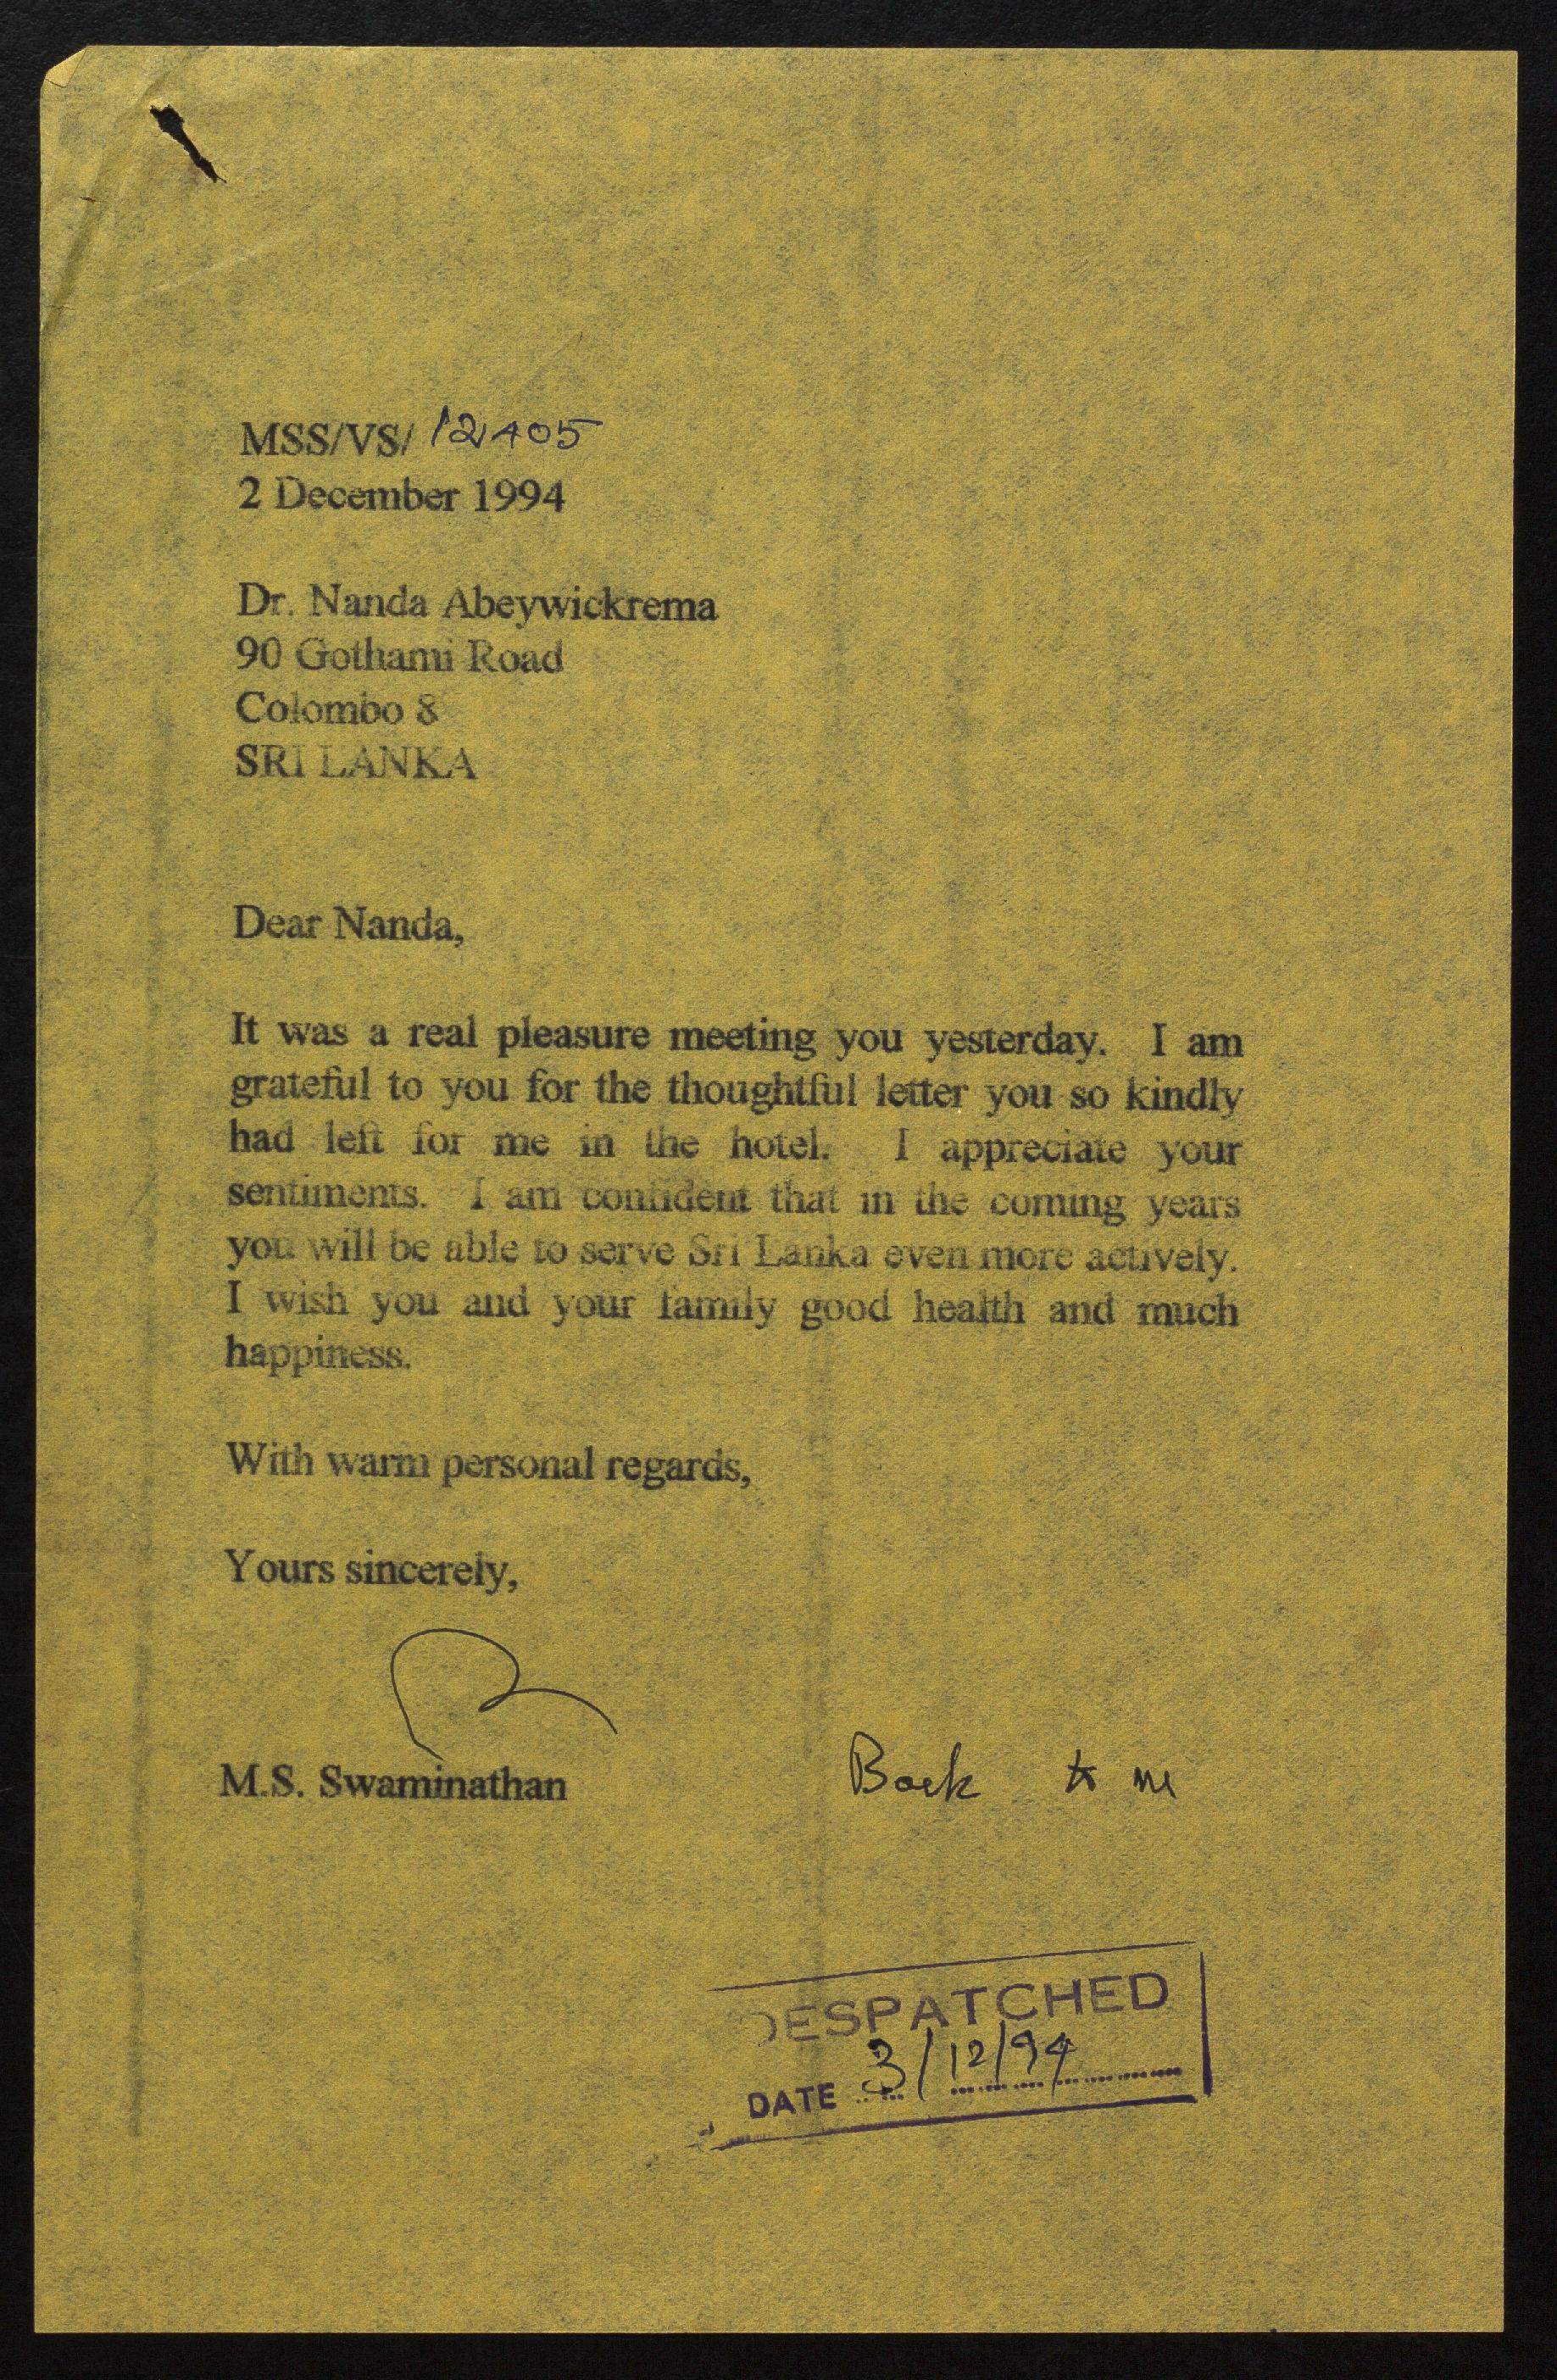 MSS/VS/ 12405
2 December 1994
Dr. Nanda Abeywickrema
90 Gothami Road
Colombo 8
SRI LANKA
Dear Nanda,
It was a real pleasure meeting you yesterday. I am
grateful to you for the thoughtful letter you so kindly
had left for me in the hotel. I appreciate your
sentiments. I am confident that in the coming years
you will be able to serve Sri Lanka even more actively.
I wish you and your family good health and much
happiness.
With warm personal regards,
Yours sincerely,
M.S. Swaminathan
Back to me
DESPATCHED
DATE 3/12/94